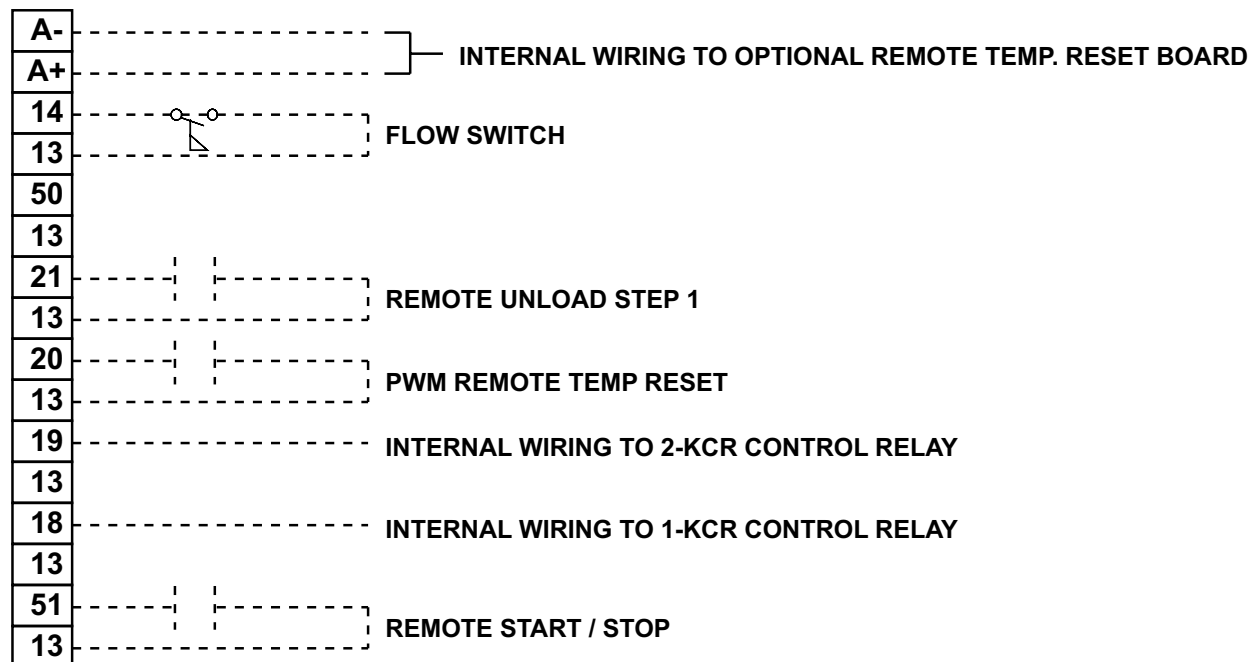 A-
INTERNAL WIRING TO OPTIONAL REMOTE TEMP. RESET BOARD
A+
14
FLOW SWITCH
13
50
13
21
REMOTE UNLOAD STEP 1
13
20
PWM REMOTE TEMP RESET
13
19 INTERNAL WIRING TO 2-KCR CONTROL RELAY
13
18 INTERNAL WIRING TO 1-KCR CONTROL RELAY
13
51
REMOTE START / STOP
13